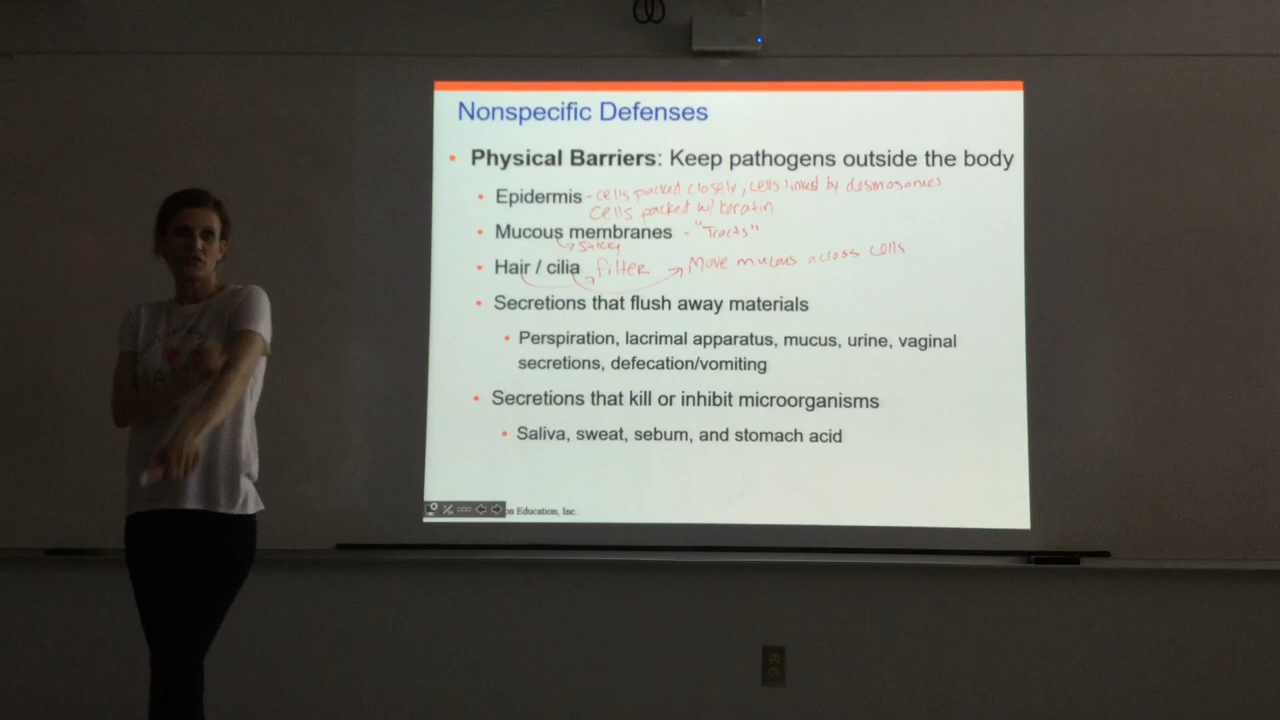 Nonspecific Defenses
• Physical Barriers: Keep pathogens outside the body
• Epidermis - cells packed closely, cells linked by desmosomes
cells packed w/ keratin
• Mucous membranes - "Tracts"
sticky
• Hair / cilia Filter Move mucous across cells
• Secretions that flush away materials
• Perspiration, lacrimal apparatus, mucus, urine, vaginal
secretions, defecation/vomiting
• Secretions that kill or inhibit microorganisms
• Saliva, sweat, sebum, and stomach acid
on Education, Inc.